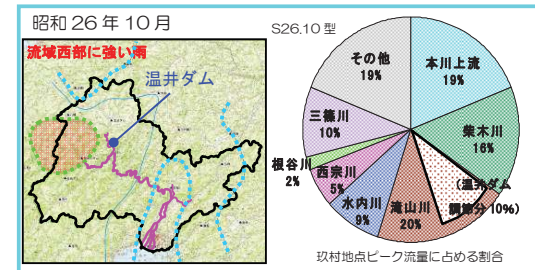 昭和26年10月
流域西部に強い雨
温井ダム
S26.10型
その他
19%
本川上流
19%
三篠川
10%
柴木川
16%
根谷川
2%
西宗川
5%
(温井ダム
調節分10%)
水内川
9%
滝山川
20%
玖村地点ピーク流量に占める割合